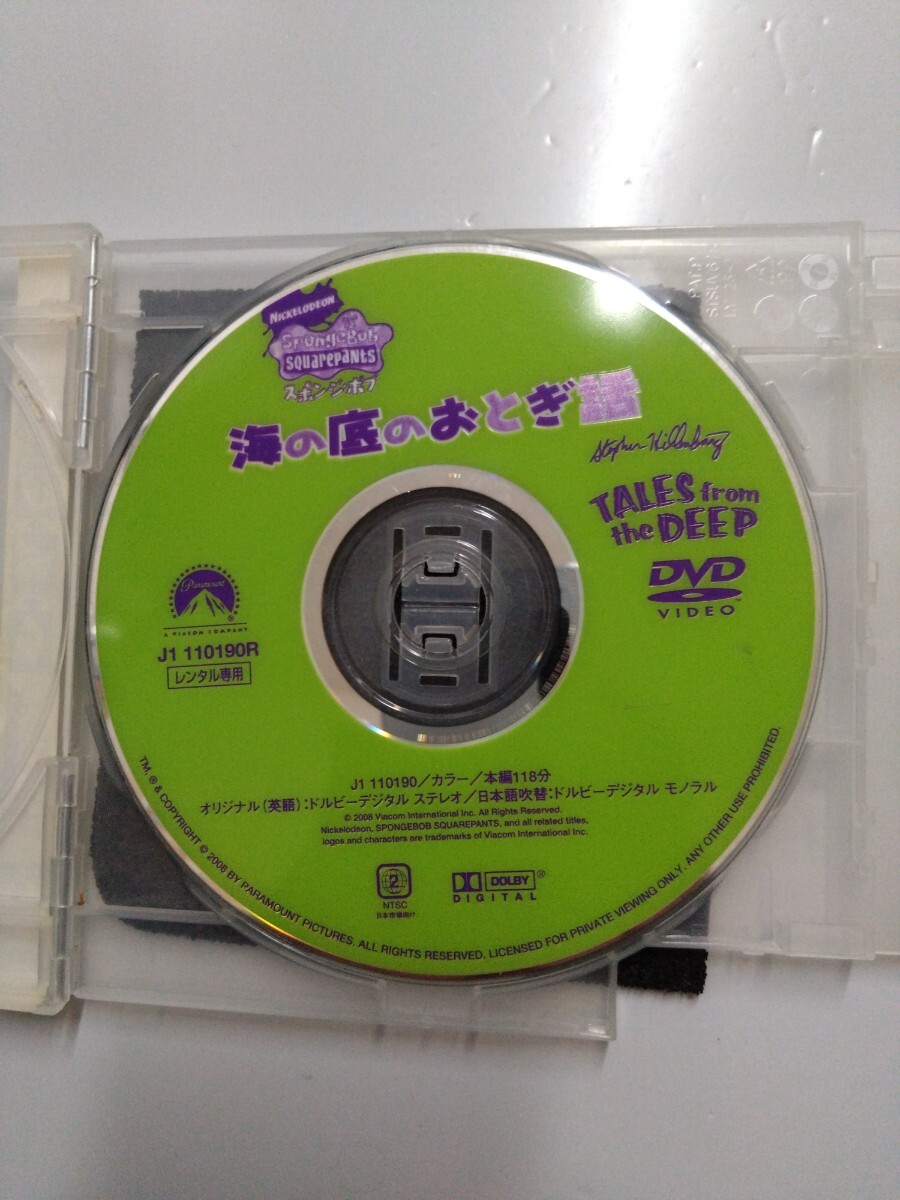 NICKELODEON
SpongeBob
SQUAREPANTS
スポンジ・ボブ
海の底のおとぎ話
Stephen Hillenburg
TALES from
the DEEP
DVD
VIDEO
Paramount
A VIACOM COMPANY
J1 110190R
レンタル専用
J1 110190／カラー／本編118分
オリジナル(英語):ドルビーデジタル ステレオ／日本語吹替:ドルビーデジタル モノラル
© 2008 Viacom International Inc. All Rights Reserved.
Nickelodeon, SPONGEBOB SQUAREPANTS, and all related titles,
logos and characters are trademarks of Viacom International Inc.
2
NTSC
日本市場向け
DOLBY®
DIGITAL
TM, ® & COPYRIGHT © 2008 BY PARAMOUNT PICTURES. ALL RIGHTS RESERVED. LICENSED FOR PRIVATE VIEWING ONLY. ANY OTHER USE PROHIBITED.